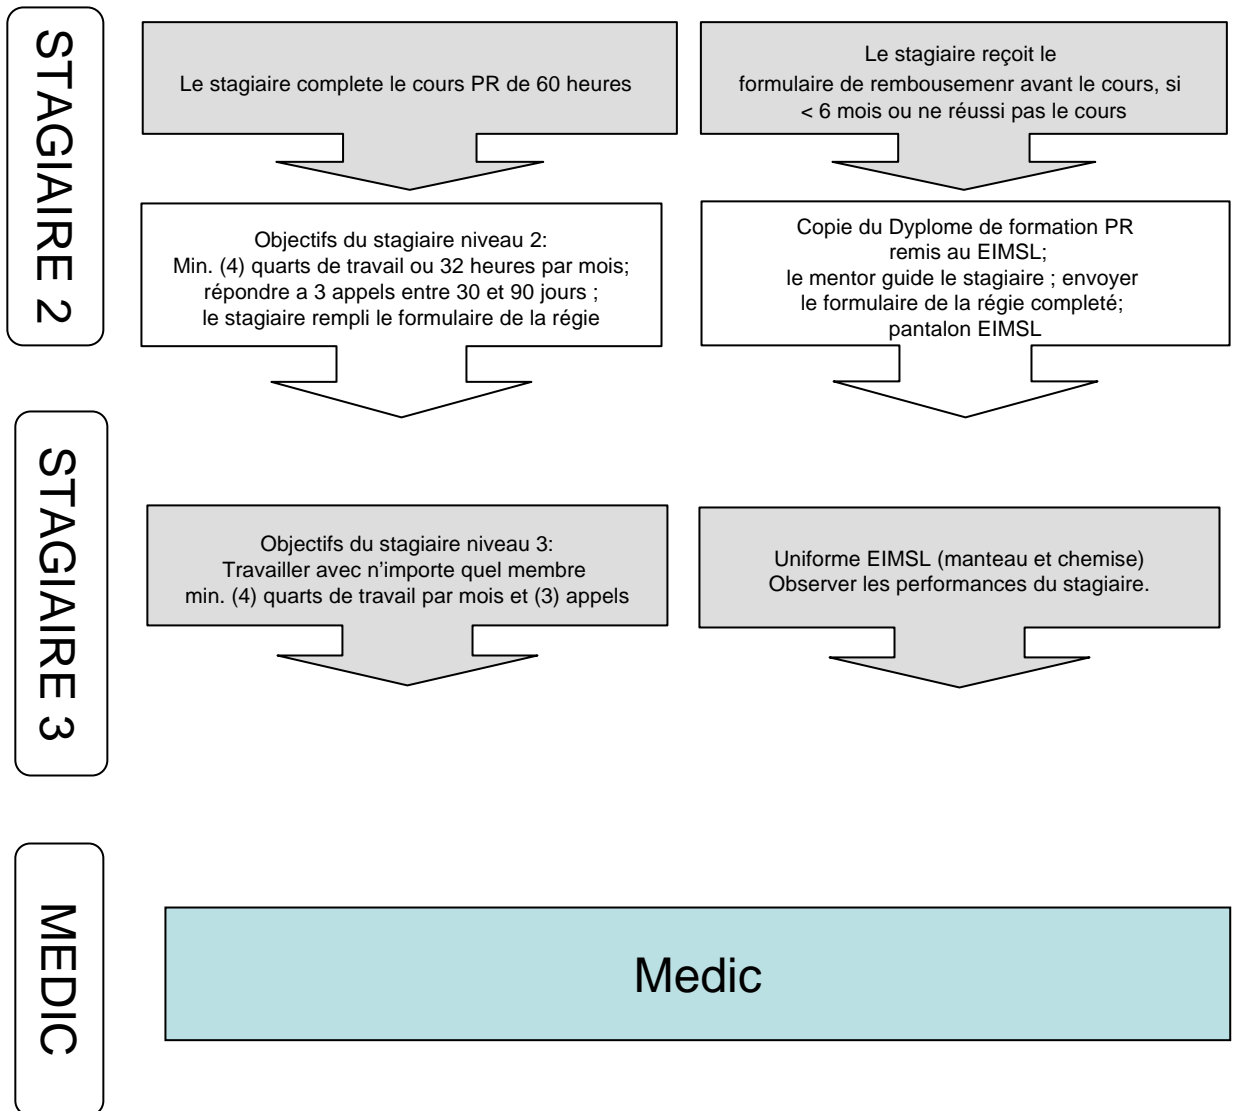 STAGIAIRE 2
Le stagiaire complete le cours PR de 60 heures
Le stagiaire reçoit le
formulaire de rembousemenr avant le cours, si
< 6 mois ou ne réussi pas le cours
Objectifs du stagiaire niveau 2:
Min. (4) quarts de travail ou 32 heures par mois;
répondre a 3 appels entre 30 et 90 jours ;
le stagiaire rempli le formulaire de la régie
Copie du Dyplome de formation PR
remis au EIMSL;
le mentor guide le stagiaire ; envoyer
le formulaire de la régie completé;
pantalon EIMSL
STAGIAIRE 3
Objectifs du stagiaire niveau 3:
Travailler avec n’importe quel membre
min. (4) quarts de travail par mois et (3) appels
Uniforme EIMSL (manteau et chemise)
Observer les performances du stagiaire.
MEDIC
Medic